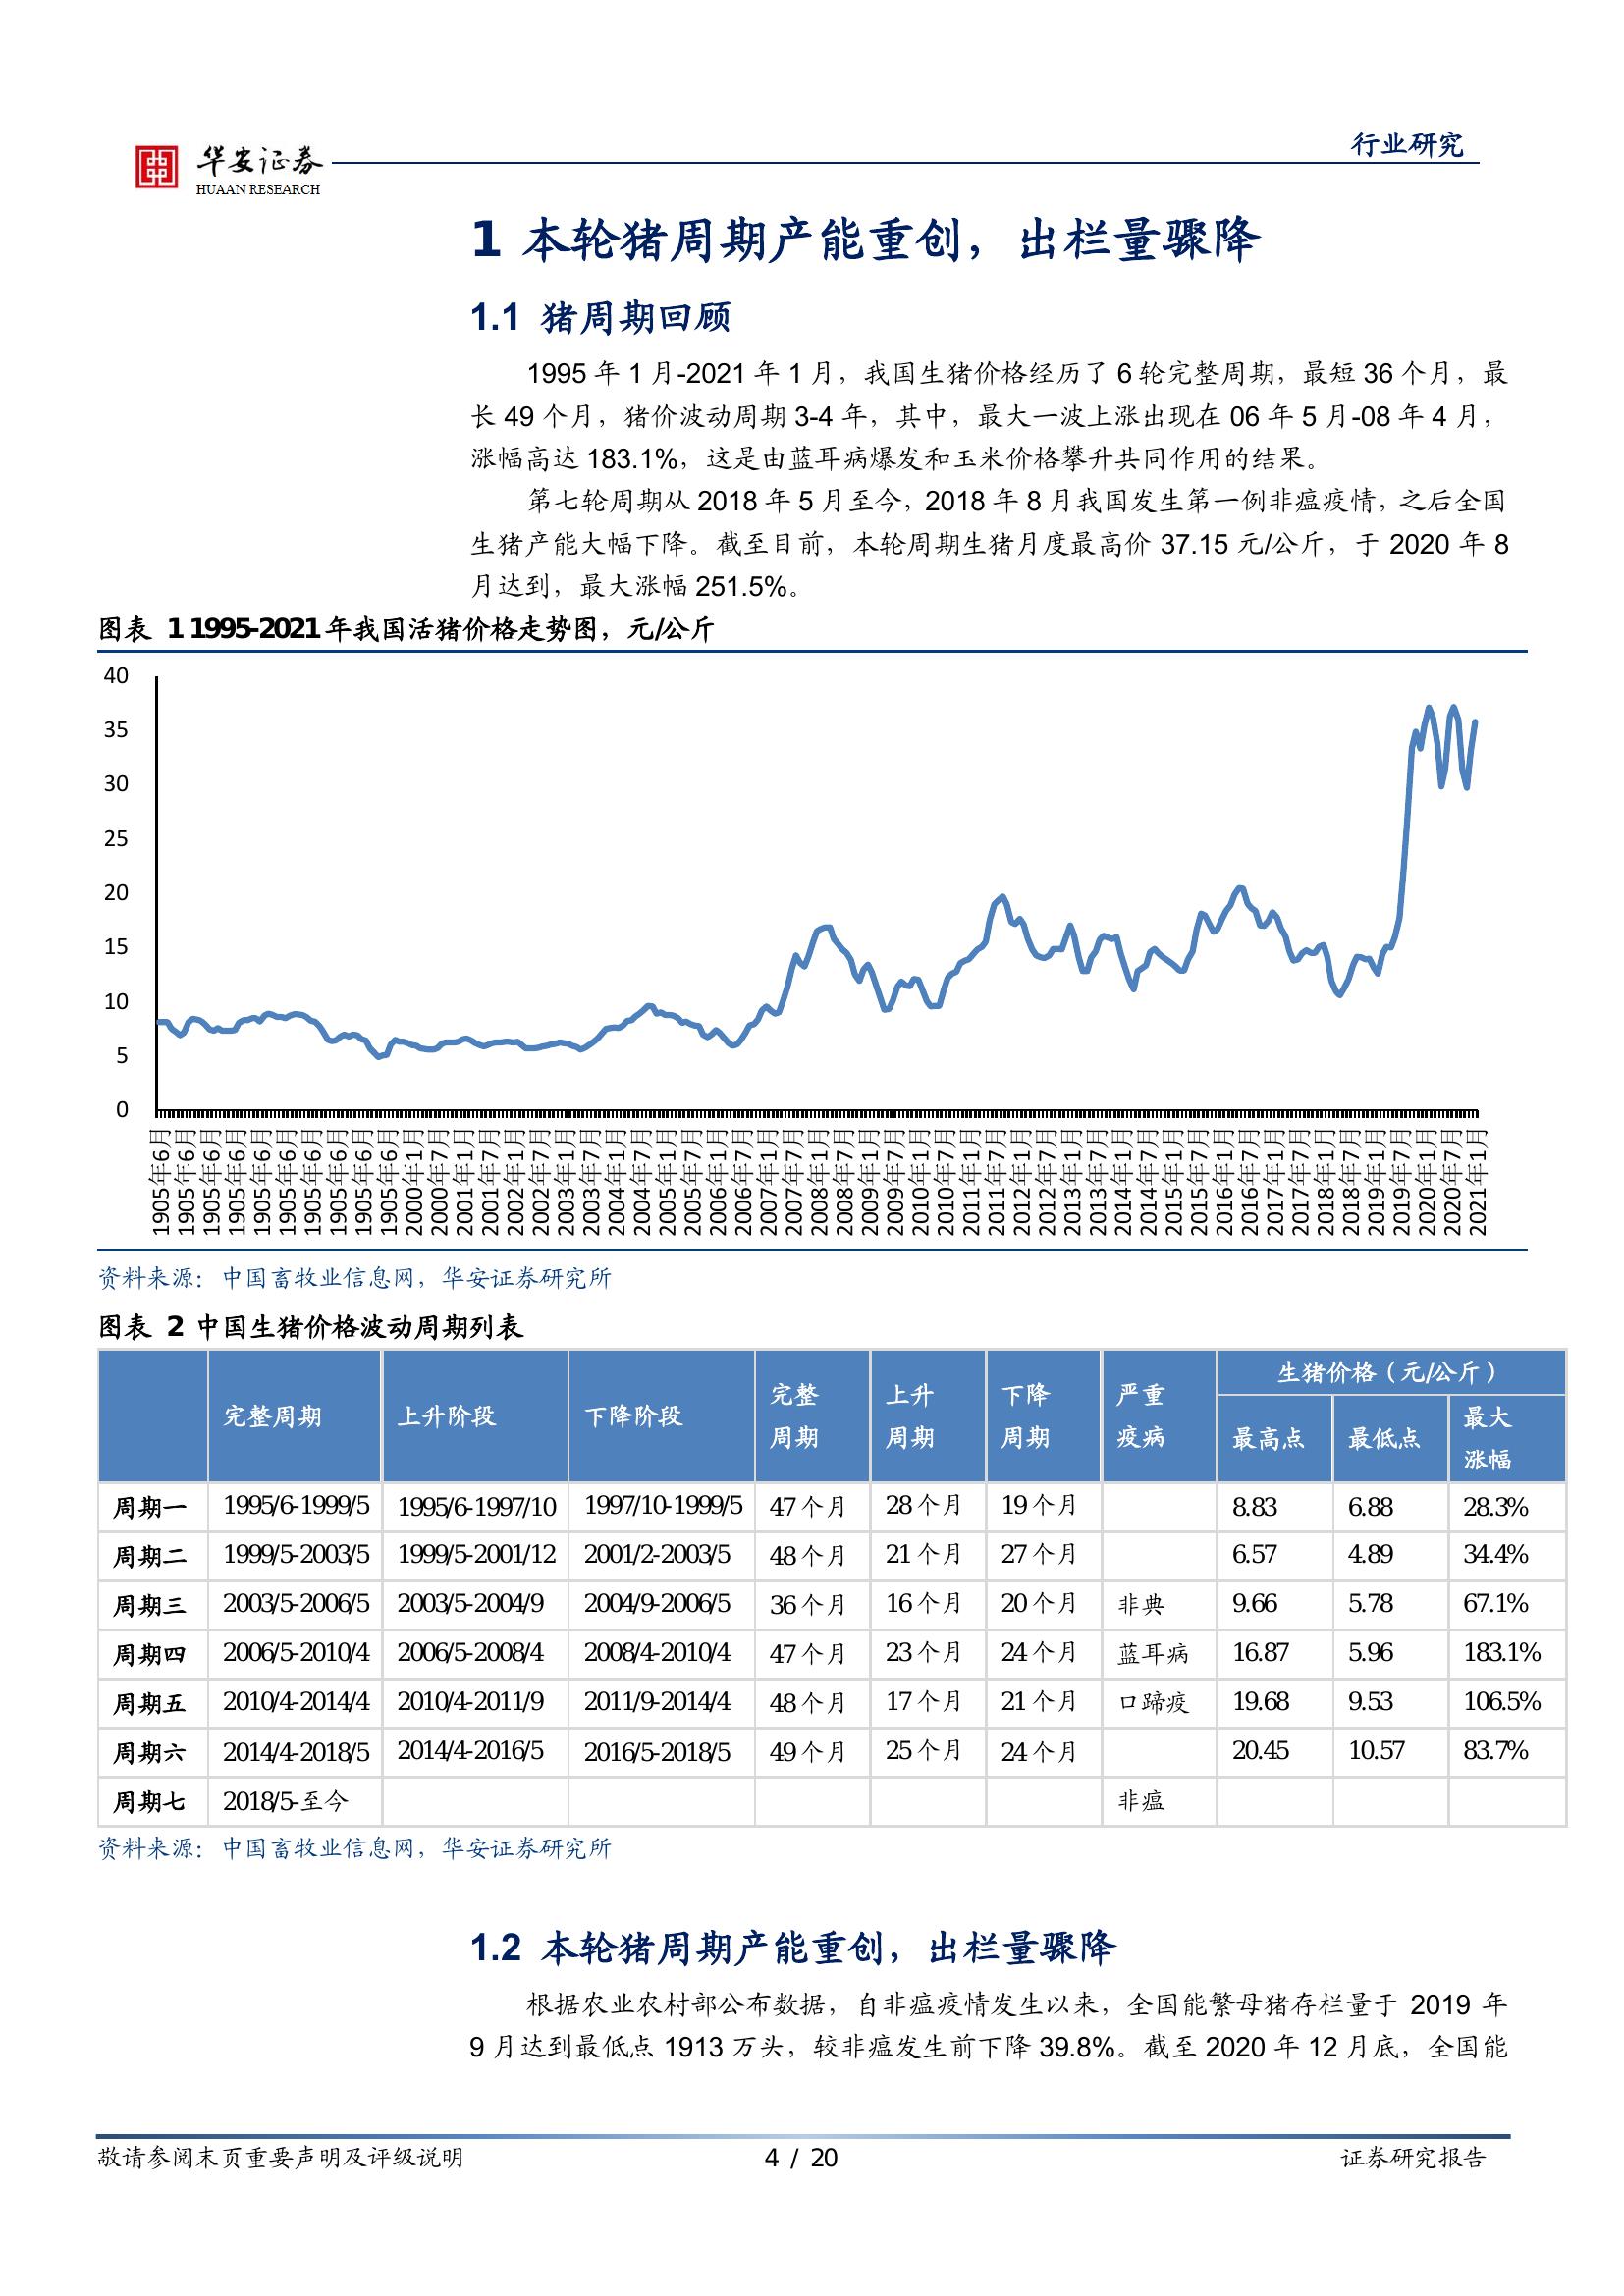 华安证券
HUAAN RESEARCH
行业研究
1 本轮猪周期产能重创，出栏量骤降
1.1 猪周期回顾
1995 年 1 月-2021 年 1 月，我国生猪价格经历了 6 轮完整周期，最短 36 个月，最
长 49 个月，猪价波动周期 3-4 年，其中，最大一波上涨出现在 06 年 5 月-08 年 4 月，
涨幅高达 183.1%，这是由蓝耳病爆发和玉米价格攀升共同作用的结果。
第七轮周期从 2018 年 5 月至今，2018 年 8 月我国发生第一例非瘟疫情，之后全国
生猪产能大幅下降。截至目前，本轮周期生猪月度最高价 37.15 元/公斤，于 2020 年 8
月达到，最大涨幅 251.5%。
图表 1 1995-2021 年我国活猪价格走势图，元/公斤
40
35
30
25
20
15
10
5
0
1905年6月 1905年6月 1905年6月 1905年6月 1905年6月 1905年6月 1905年6月 1905年6月 1905年6月 1905年6月 2000年1月 2000年7月 2001年1月 2001年7月 2002年1月 2002年7月 2003年1月 2003年7月 2004年1月 2004年7月 2005年1月 2005年7月 2006年1月 2006年7月 2007年1月 2007年7月 2008年1月 2008年7月 2009年1月 2009年7月 2010年1月 2010年7月 2011年1月 2011年7月 2012年1月 2012年7月 2013年1月 2013年7月 2014年1月 2014年7月 2015年1月 2015年7月 2016年1月 2016年7月 2017年1月 2017年7月 2018年1月 2018年7月 2019年1月 2019年7月 2020年1月 2020年7月 2021年1月
资料来源：中国畜牧业信息网，华安证券研究所
图表 2 中国生猪价格波动周期列表
完整周期 上升阶段 下降阶段 完整周期 上升周期 下降周期 严重疫病 生猪价格（元/公斤）
最高点 最低点 最大涨幅
周期一 1995/6-1999/5 1995/6-1997/10 1997/10-1999/5 47 个月 28 个月 19 个月 8.83 6.88 28.3%
周期二 1999/5-2003/5 1999/5-2001/12 2001/2-2003/5 48 个月 21 个月 27 个月 6.57 4.89 34.4%
周期三 2003/5-2006/5 2003/5-2004/9 2004/9-2006/5 36 个月 16 个月 20 个月 非典 9.66 5.78 67.1%
周期四 2006/5-2010/4 2006/5-2008/4 2008/4-2010/4 47 个月 23 个月 24 个月 蓝耳病 16.87 5.96 183.1%
周期五 2010/4-2014/4 2010/4-2011/9 2011/9-2014/4 48 个月 17 个月 21 个月 口蹄疫 19.68 9.53 106.5%
周期六 2014/4-2018/5 2014/4-2016/5 2016/5-2018/5 49 个月 25 个月 24 个月 20.45 10.57 83.7%
周期七 2018/5-至今 非瘟
资料来源：中国畜牧业信息网，华安证券研究所
1.2 本轮猪周期产能重创，出栏量骤降
根据农业农村部公布数据，自非瘟疫情发生以来，全国能繁母猪存栏量于 2019 年
9 月达到最低点 1913 万头，较非瘟发生前下降 39.8%。截至 2020 年 12 月底，全国能
敬请参阅末页重要声明及评级说明
4 / 20
证券研究报告